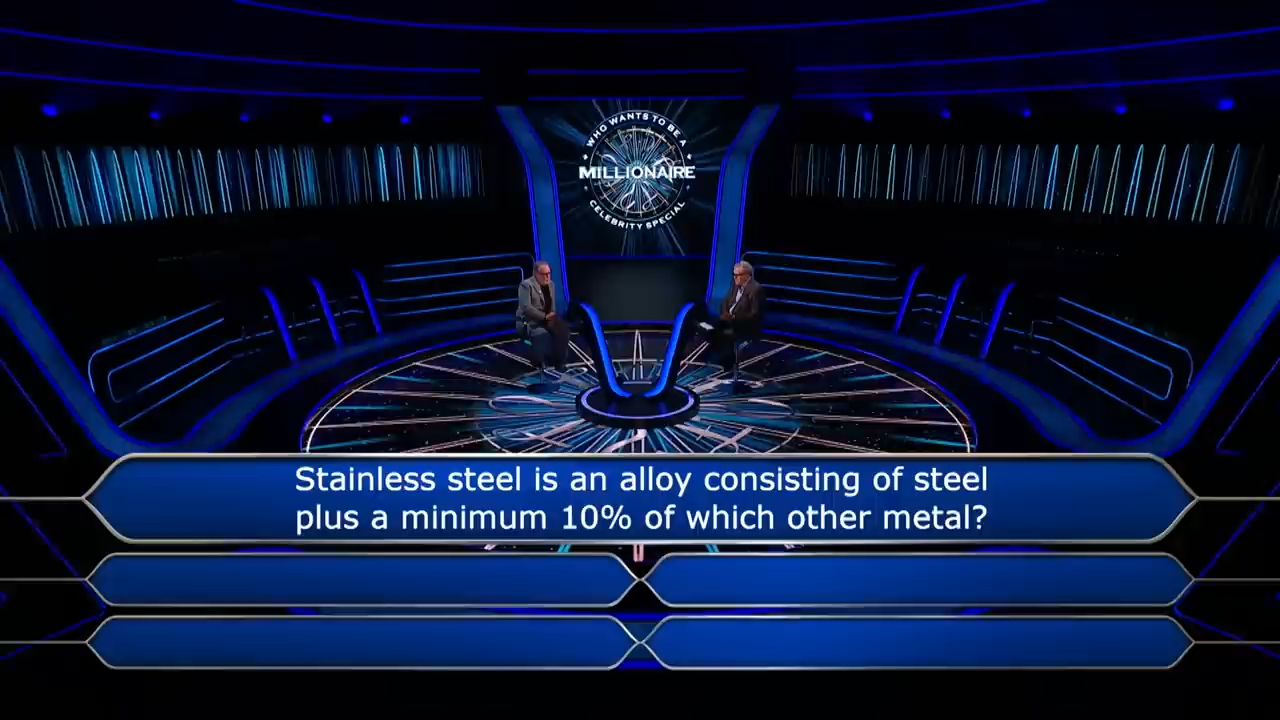 WHO WANTS TO BE A
MILLIONAIRE
CELEBRITY SPECIAL
Stainless steel is an alloy consisting of steel
plus a minimum 10% of which other metal?